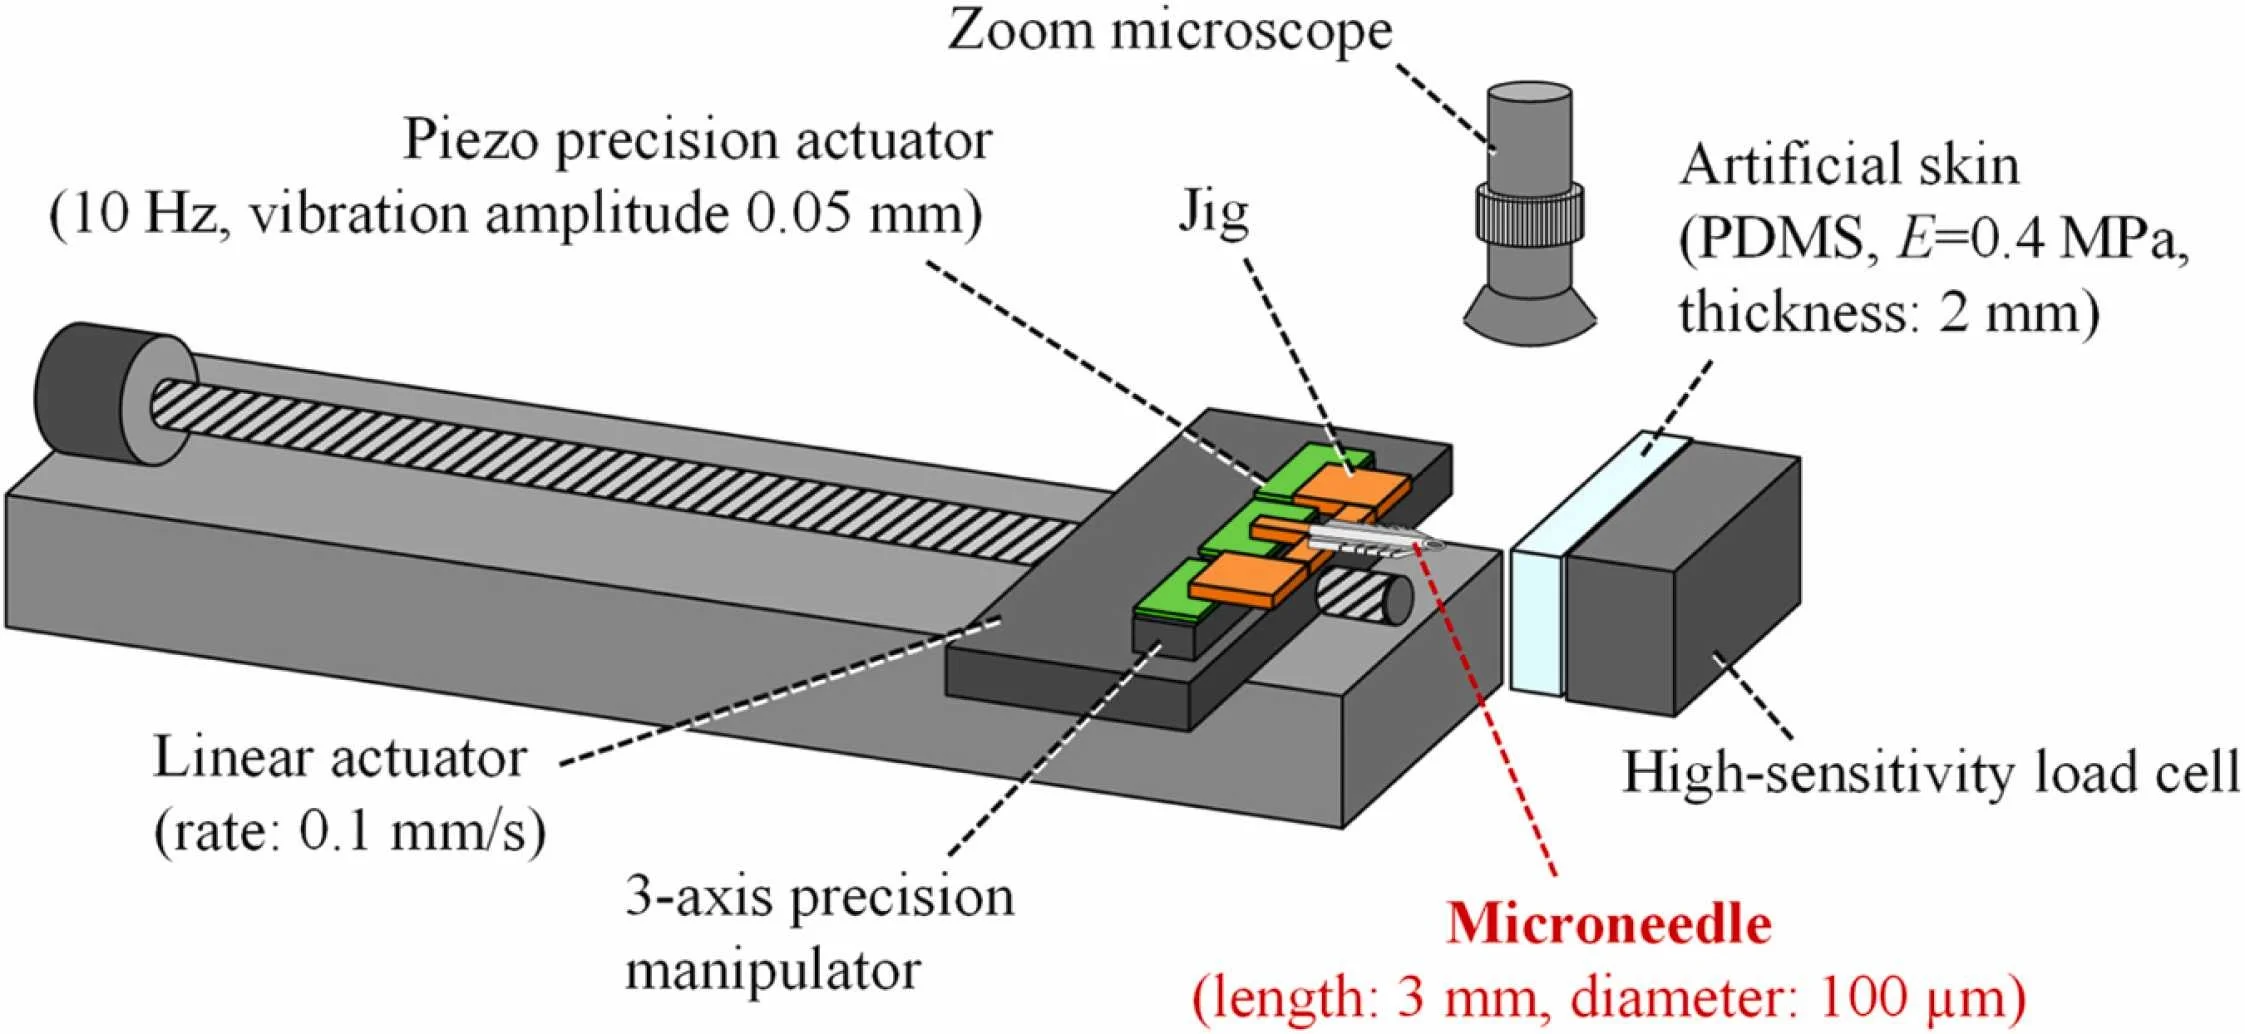 Zoom microscope
Piezo precision actuator
(10 Hz, vibration amplitude 0.05 mm)
Jig
Artificial skin
(PDMS, E=0.4 MPa,
thickness: 2 mm)
Linear actuator
(rate: 0.1 mm/s)
3-axis precision
manipulator
High-sensitivity load cell
Microneedle
(length: 3 mm, diameter: 100 µm)